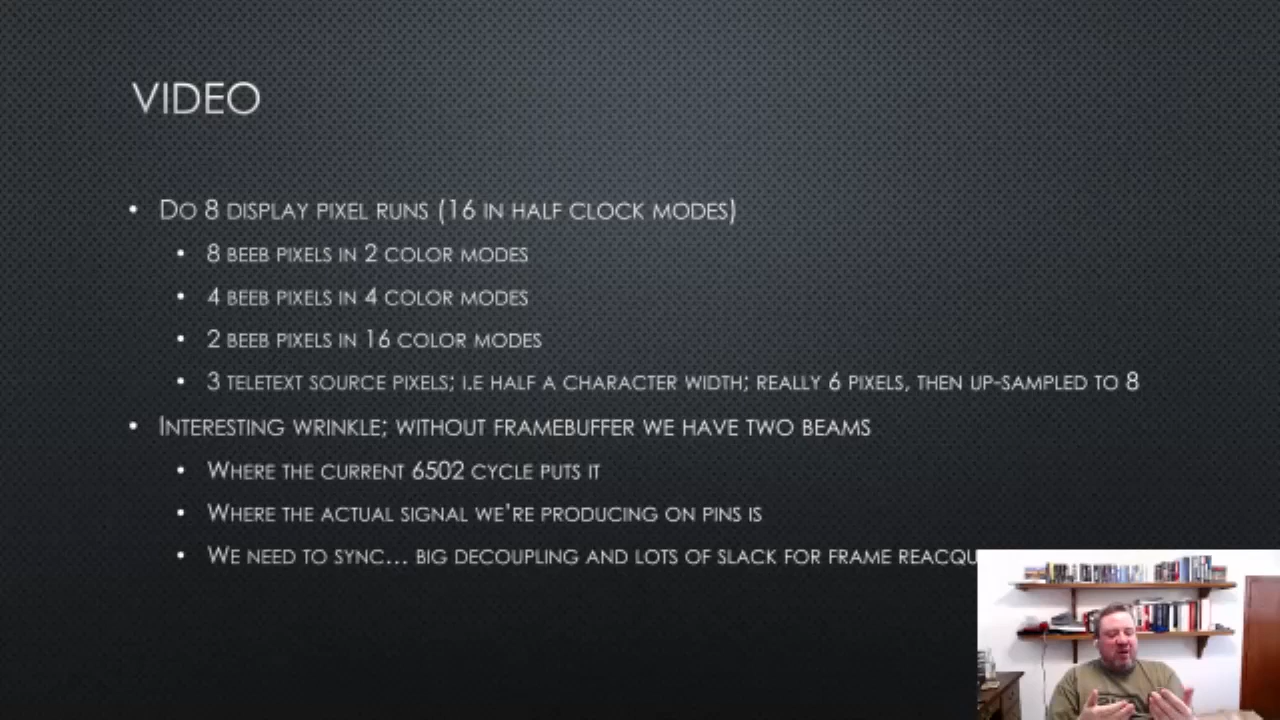 VIDEO
• DO 8 DISPLAY PIXEL RUNS (16 IN HALF CLOCK MODES)
• 8 BEEB PIXELS IN 2 COLOR MODES
• 4 BEEB PIXELS IN 4 COLOR MODES
• 2 BEEB PIXELS IN 16 COLOR MODES
• 3 TELETEXT SOURCE PIXELS; I.E HALF A CHARACTER WIDTH; REALLY 6 PIXELS, THEN UP-SAMPLED TO 8
• INTERESTING WRINKLE; WITHOUT FRAMEBUFFER WE HAVE TWO BEAMS
• WHERE THE CURRENT 6502 CYCLE PUTS IT
• WHERE THE ACTUAL SIGNAL WE'RE PRODUCING ON PINS IS
• WE NEED TO SYNC... BIG DECOUPLING AND LOTS OF SLACK FOR FRAME